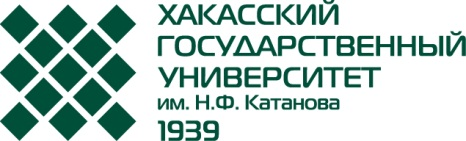 ХАКАССКИЙ
ГОСУДАРСТВЕННЫЙ
УНИВЕРСИТЕТ
им. Н.Ф. Катанова
1939